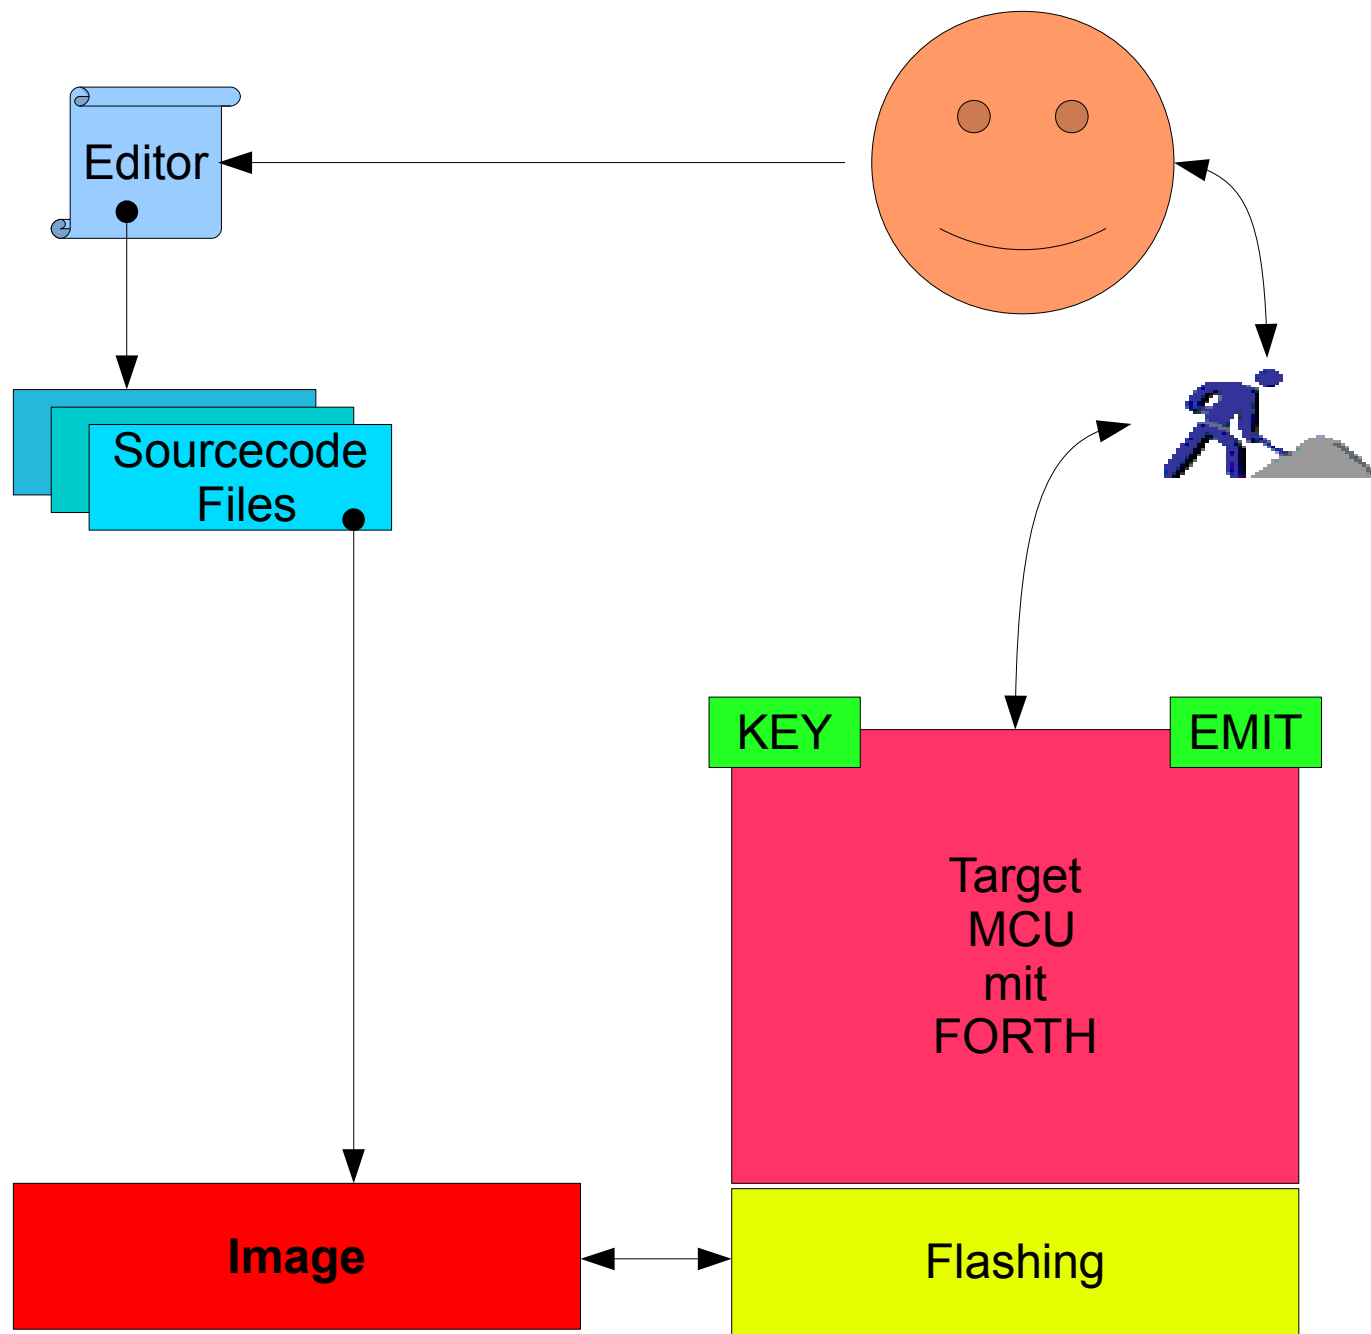 Editor
Sourcecode
Files
KEY
EMIT
Target
MCU
mit
FORTH
Image
Flashing